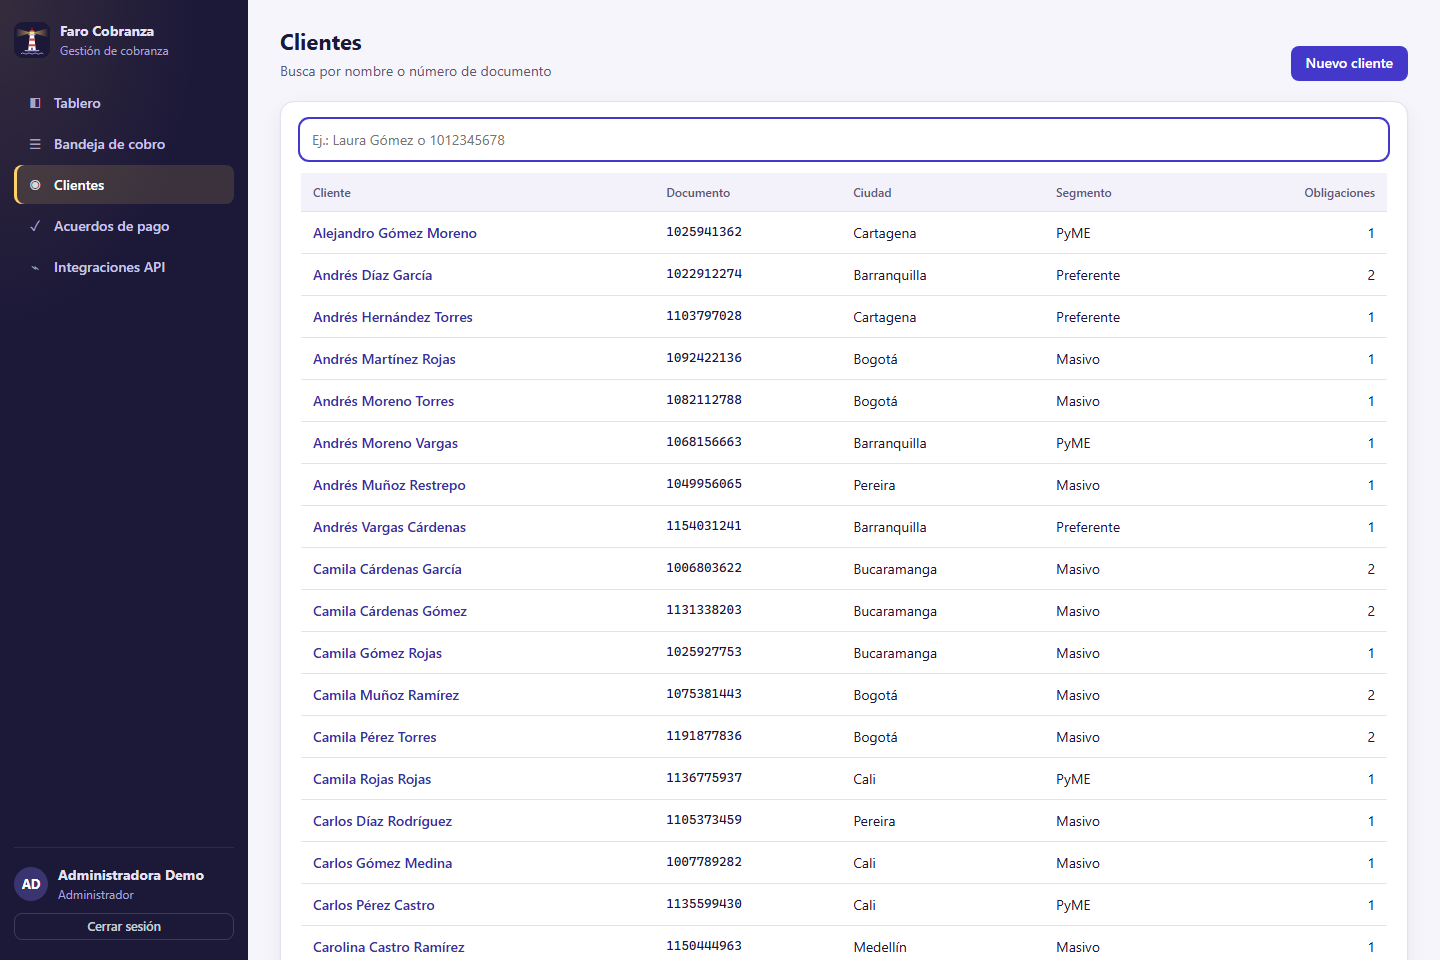 Faro Cobranza
Gestión de cobranza
Tablero
Bandeja de cobro
Clientes
Acuerdos de pago
Integraciones API
AD
Administradora Demo
Administrador
Cerrar sesión
Clientes
Busca por nombre o número de documento
Nuevo cliente
Ej.: Laura Gómez o 1012345678
Cliente Documento Ciudad Segmento Obligaciones
Alejandro Gómez Moreno 1025941362 Cartagena PyME 1
Andrés Díaz García 1022912274 Barranquilla Preferente 2
Andrés Hernández Torres 1103797028 Cartagena Preferente 1
Andrés Martínez Rojas 1092422136 Bogotá Masivo 1
Andrés Moreno Torres 1082112788 Bogotá Masivo 1
Andrés Moreno Vargas 1068156663 Barranquilla PyME 1
Andrés Muñoz Restrepo 1049956065 Pereira Masivo 1
Andrés Vargas Cárdenas 1154031241 Barranquilla Preferente 1
Camila Cárdenas García 1006803622 Bucaramanga Masivo 2
Camila Cárdenas Gómez 1131338203 Bucaramanga Masivo 2
Camila Gómez Rojas 1025927753 Bucaramanga Masivo 1
Camila Muñoz Ramírez 1075381443 Bogotá Masivo 2
Camila Pérez Torres 1191877836 Bogotá Masivo 2
Camila Rojas Rojas 1136775937 Cali PyME 1
Carlos Díaz Rodríguez 1105373459 Pereira Masivo 1
Carlos Gómez Medina 1007789282 Cali Masivo 1
Carlos Pérez Castro 1135599430 Cali PyME 1
Carolina Castro Ramírez 1150444963 Medellín Masivo 1